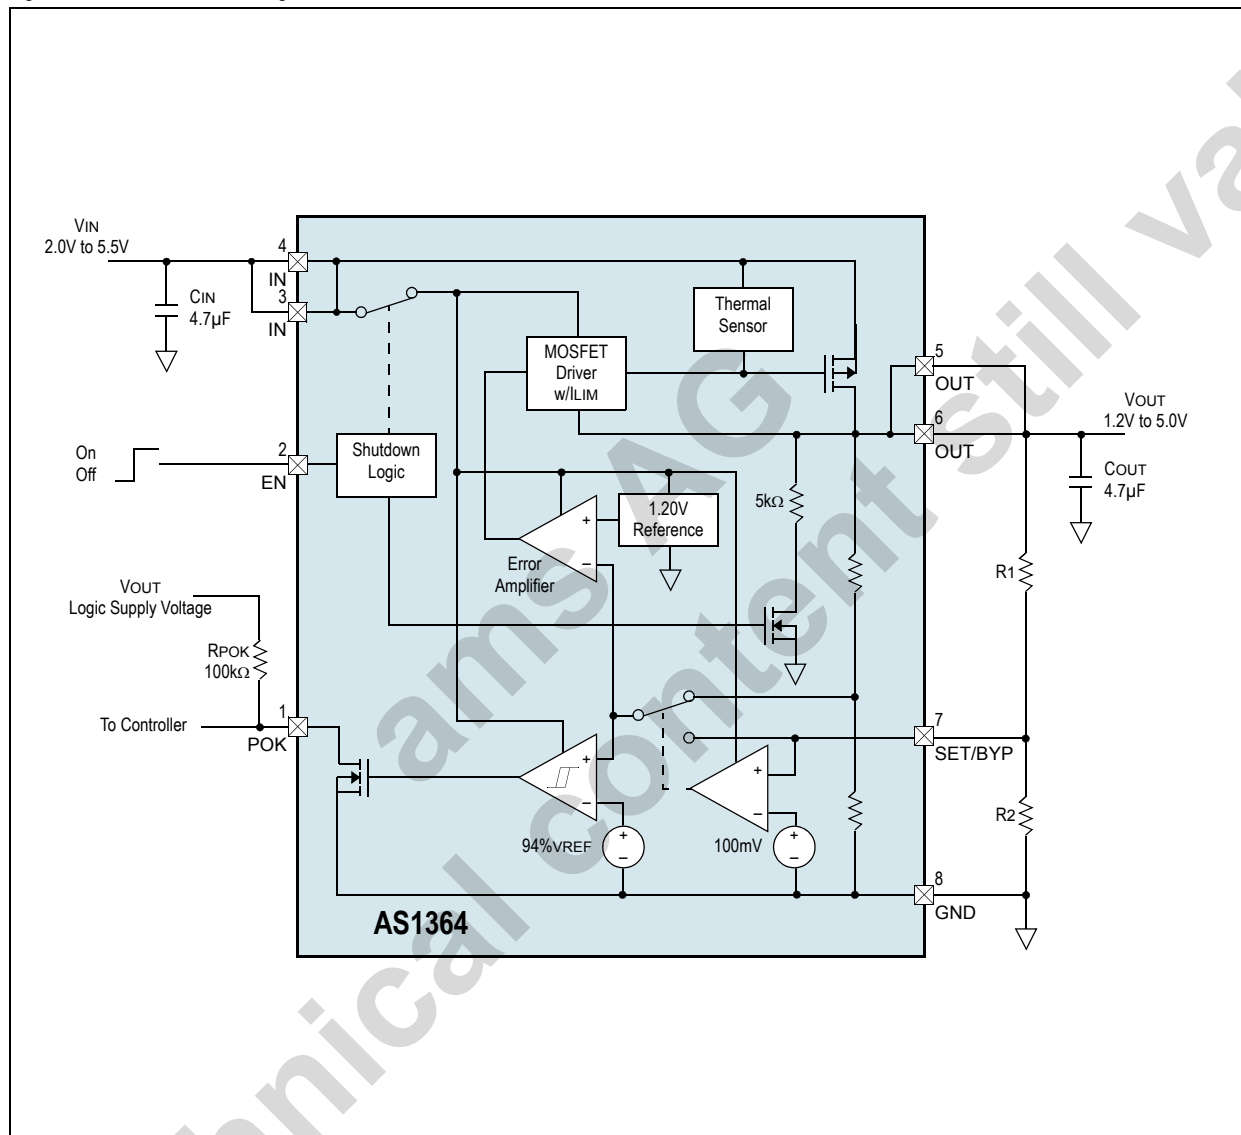 VIN
2.0V to 5.5V
4
IN
3
IN
CIN
4.7µF
Thermal
Sensor
MOSFET
Driver
w/ILIM
5
OUT
6
OUT
VOUT
1.2V to 5.0V
COUT
4.7µF
On
Off
2
EN
Shutdown
Logic
5kΩ
+
1.20V
Reference
−
Error
Amplifier
R1
VOUT
Logic Supply Voltage
RPOK
100kΩ
To Controller
1
POK
7
SET/BYP
+
−
+
−
94%VREF
+
−
100mV
+
−
R2
8
GND
AS1364
ams AG
technical content still va